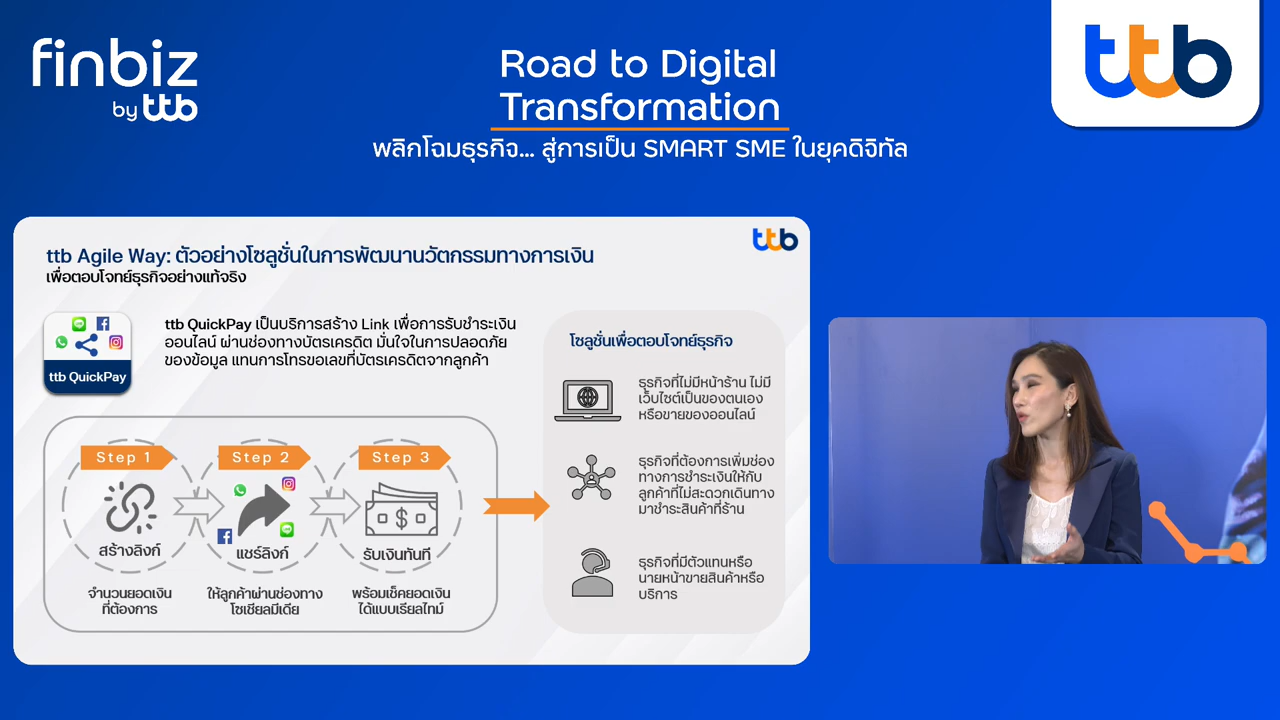 finbiz
by ttb
Road to Digital
Transformation
พลิกโฉมธุรกิจ... สู่การเป็น SMART SME ในยุคดิจิทัล
ttb
ttb Agile Way: ตัวอย่างโซลูชั่นในการพัฒนานวัตกรรมทางการเงิน
เพื่อตอบโจทย์ธุรกิจอย่างแท้จริง
ttb
ttb QuickPay
ttb QuickPay เป็นบริการสร้าง Link เพื่อการรับชำระเงิน
ออนไลน์ ผ่านช่องทางบัตรเครดิต มั่นใจในการปลอดภัย
ของข้อมูล แทนการโทรขอเลขที่บัตรเครดิตจากลูกค้า
Step 1
สร้างลิงก์
จำนวนยอดเงิน
ที่ต้องการ
Step 2
แชร์ลิงก์
ให้ลูกค้าผ่านช่องทาง
โซเชียลมีเดีย
Step 3
รับเงินทันที
พร้อมเช็คยอดเงิน
ได้แบบเรียลไทม์
โซลูชั่นเพื่อตอบโจทย์ธุรกิจ
ธุรกิจที่ไม่มีหน้าร้าน ไม่มี
เว็บไซต์เป็นของตนเอง
หรือขายของออนไลน์
ธุรกิจที่ต้องการเพิ่มช่อง
ทางการชำระเงินให้กับ
ลูกค้าที่ไม่สะดวกเดินทาง
มาชำระสินค้าที่ร้าน
ธุรกิจที่มีตัวแทนหรือ
นายหน้าขายสินค้าหรือ
บริการ